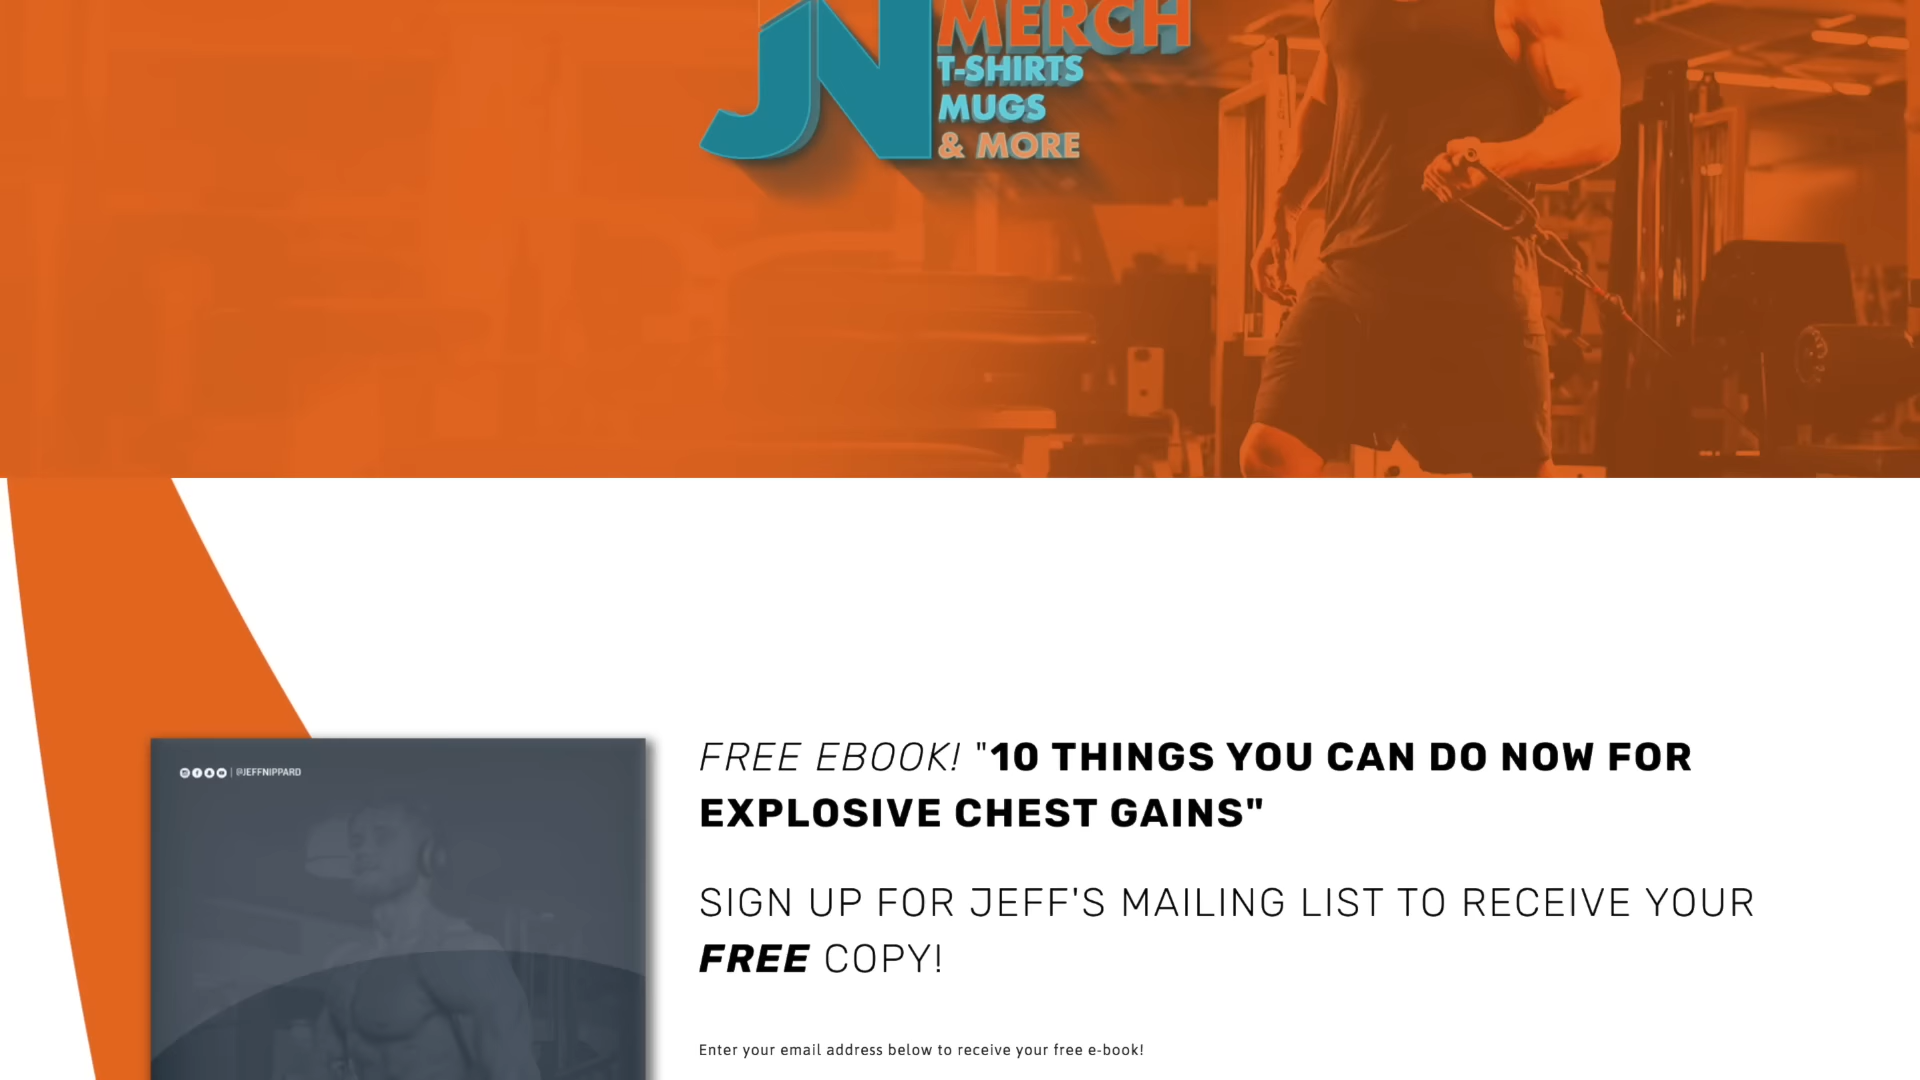 JN
MERCH
T-SHIRTS
MUGS
& MORE
@JEFFNIPPARD
FREE EBOOK! "10 THINGS YOU CAN DO NOW FOR
EXPLOSIVE CHEST GAINS"
SIGN UP FOR JEFF'S MAILING LIST TO RECEIVE YOUR
FREE COPY!
Enter your email address below to receive your free e-book!